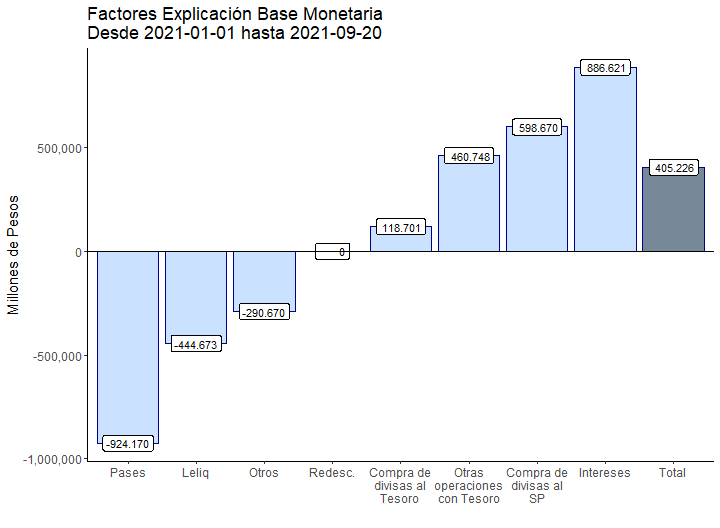 Factores Explicación Base Monetaria
Desde 2021-01-01 hasta 2021-09-20
Millones de Pesos
500,000
0
-500,000
-1,000,000
-924.170
-444.673
-290.670
0
118.701
460.748
598.670
886.621
405.226
Pases
Leliq
Otros
Redesc.
Compra de
divisas al
Tesoro
Otras
operaciones
con Tesoro
Compra de
divisas al
SP
Intereses
Total